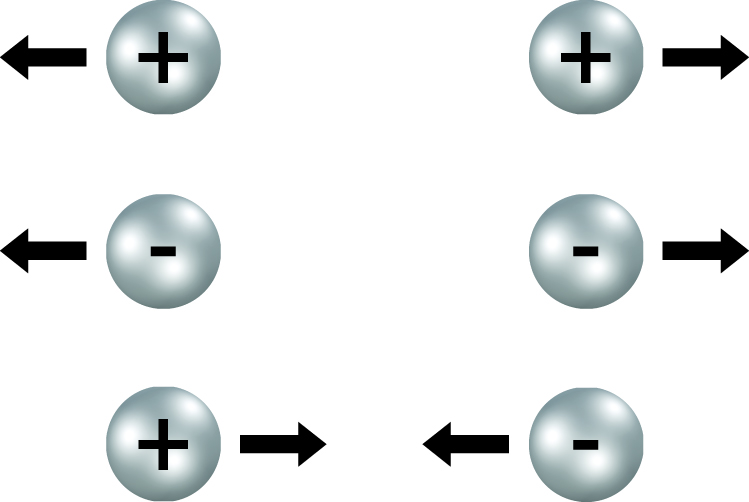 + +
- -
+ -